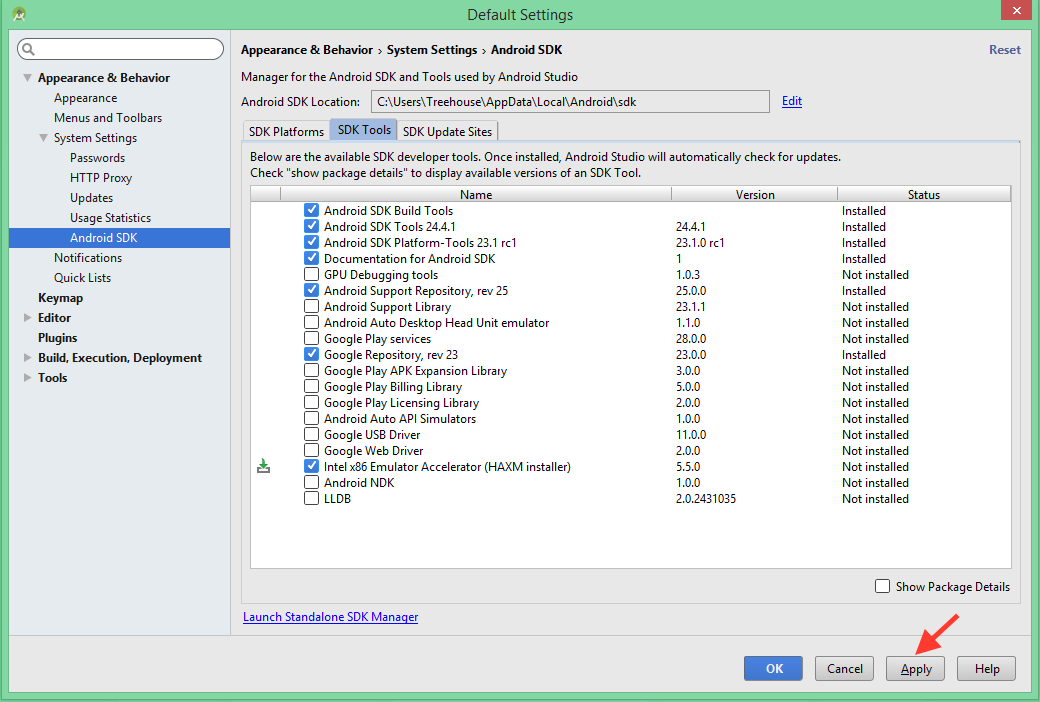 Default Settings
Appearance & Behavior › System Settings › Android SDK
Reset
Appearance & Behavior
Appearance
Menus and Toolbars
System Settings
Passwords
HTTP Proxy
Updates
Usage Statistics
Android SDK
Notifications
Quick Lists
Keymap
Editor
Plugins
Build, Execution, Deployment
Tools
Manager for the Android SDK and Tools used by Android Studio
Android SDK Location: C:\Users\Treehouse\AppData\Local\Android\sdk Edit
SDK Platforms SDK Tools SDK Update Sites
Below are the available SDK developer tools. Once installed, Android Studio will automatically check for updates.
Check "show package details" to display available versions of an SDK Tool.
Name Version Status
Android SDK Build Tools Installed
Android SDK Tools 24.4.1 24.4.1 Installed
Android SDK Platform-Tools 23.1 rc1 23.1.0 rc1 Installed
Documentation for Android SDK 1 Installed
GPU Debugging tools 1.0.3 Not installed
Android Support Repository, rev 25 25.0.0 Installed
Android Support Library 23.1.1 Not installed
Android Auto Desktop Head Unit emulator 1.1.0 Not installed
Google Play services 28.0.0 Not installed
Google Repository, rev 23 23.0.0 Installed
Google Play APK Expansion Library 3.0.0 Not installed
Google Play Billing Library 5.0.0 Not installed
Google Play Licensing Library 2.0.0 Not installed
Android Auto API Simulators 1.0.0 Not installed
Google USB Driver 11.0.0 Not installed
Google Web Driver 2.0.0 Not installed
Intel x86 Emulator Accelerator (HAXM installer) 5.5.0 Not installed
Android NDK 1.0.0 Not installed
LLDB 2.0.2431035 Not installed
Show Package Details
Launch Standalone SDK Manager
OK Cancel Apply Help